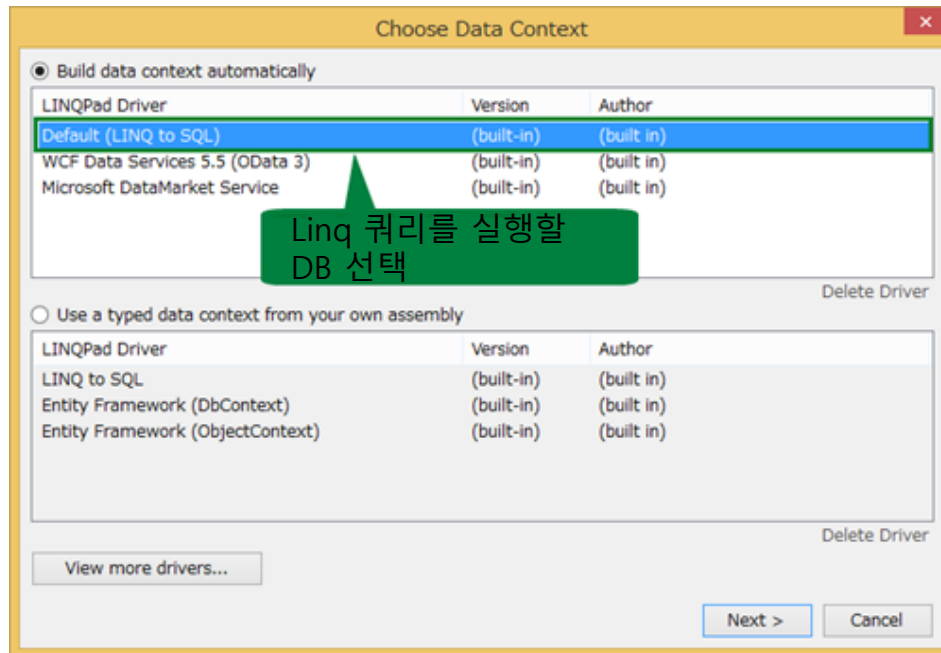 Choose Data Context
Build data context automatically
LINQPad Driver Version Author
Default (LINQ to SQL) (built-in) (built in)
WCF Data Services 5.5 (OData 3) (built-in) (built in)
Microsoft DataMarket Service (built-in) (built in)
Linq 쿼리를 실행할
DB 선택
Delete Driver
Use a typed data context from your own assembly
LINQPad Driver Version Author
LINQ to SQL (built-in) (built in)
Entity Framework (DbContext) (built-in) (built in)
Entity Framework (ObjectContext) (built-in) (built in)
Delete Driver
View more drivers...
Next > Cancel